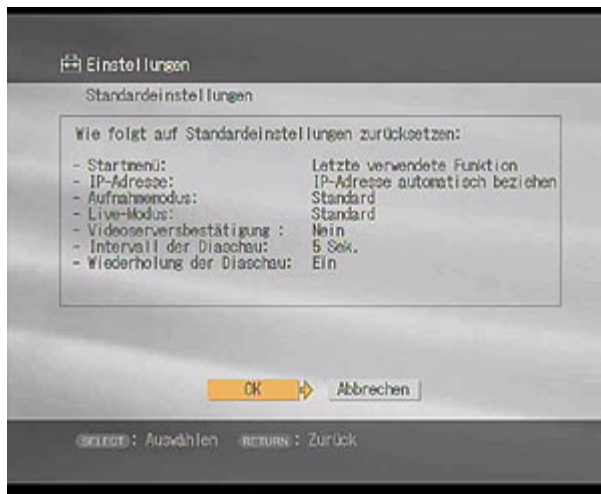 Einstellungen
Standardeinstellungen
Wie folgt auf Standardeinstellungen zurücksetzen:
- Startmenü: Letzte verwendete Funktion
- IP-Adresse: IP-Adresse automatisch beziehen
- Aufnahmemodus: Standard
- Live-Modus: Standard
- Videoserversbestätigung : Nein
- Intervall der Diaschau: 5 Sek.
- Wiederholung der Diaschau: Ein
OK Abbrechen
SELECT : Auswählen RETURN : Zurück